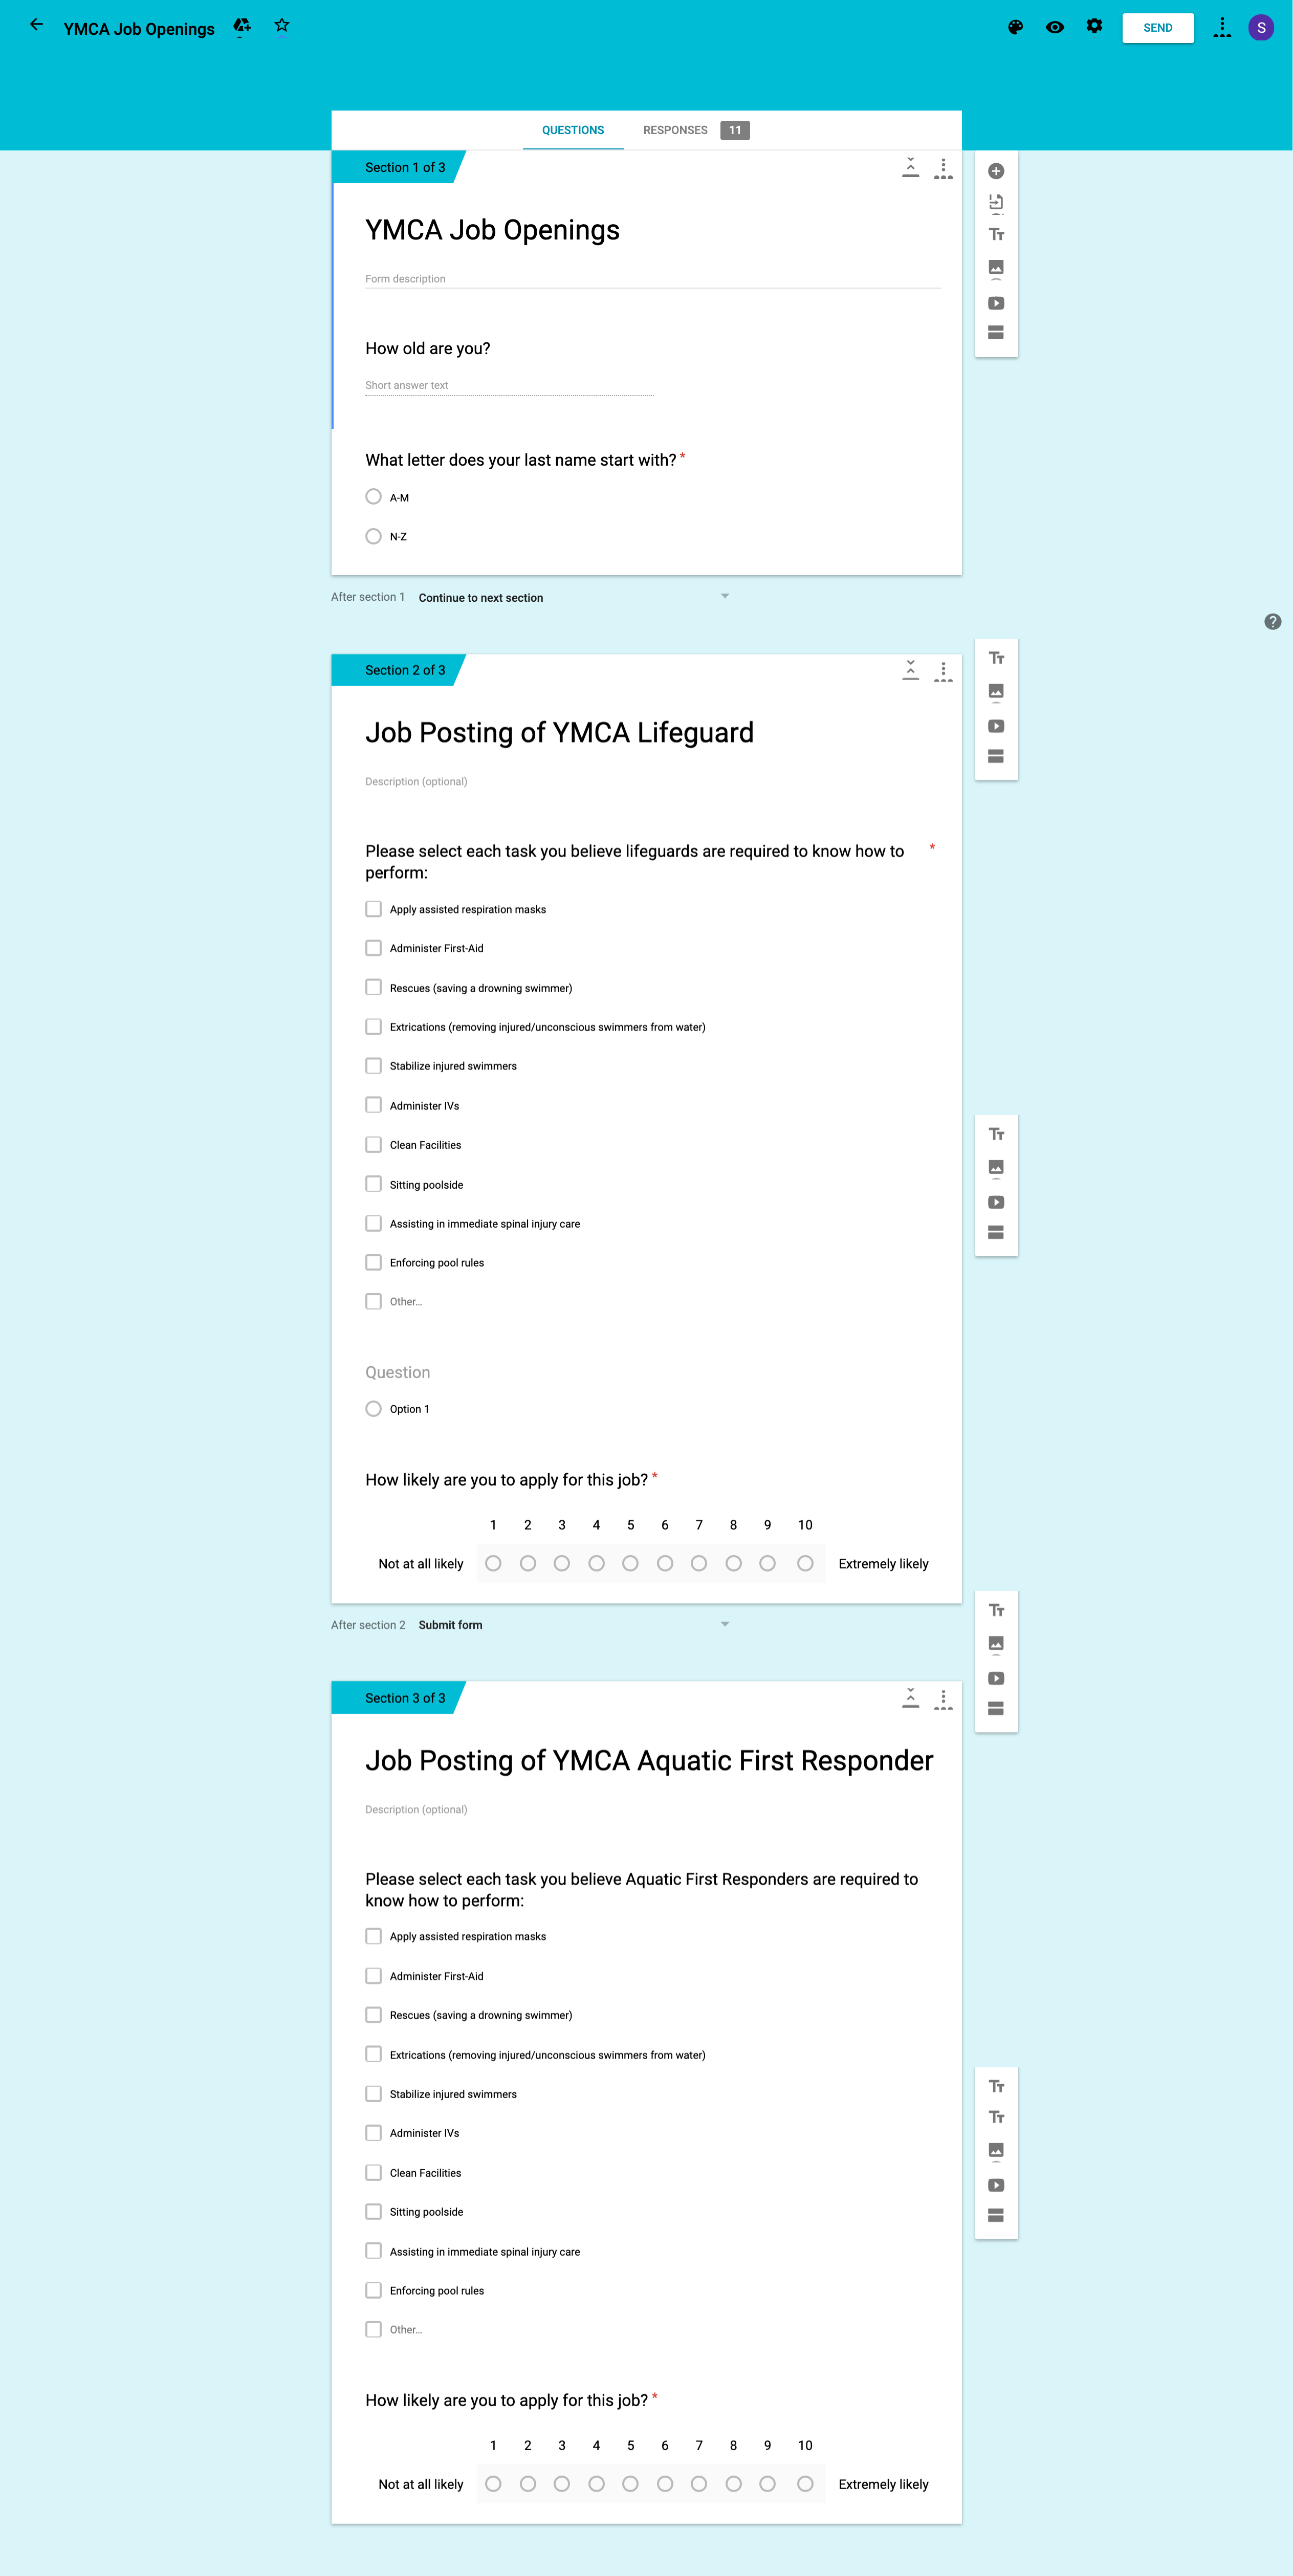 YMCA Job Openings
SEND
S
QUESTIONS RESPONSES 11
Section 1 of 3
YMCA Job Openings
Form description
How old are you?
Short answer text
What letter does your last name start with? *
A-M
N-Z
After section 1 Continue to next section
Section 2 of 3
Job Posting of YMCA Lifeguard
Description (optional)
Please select each task you believe lifeguards are required to know how to *
perform:
Apply assisted respiration masks
Administer First-Aid
Rescues (saving a drowning swimmer)
Extrications (removing injured/unconscious swimmers from water)
Stabilize injured swimmers
Administer IVs
Clean Facilities
Sitting poolside
Assisting in immediate spinal injury care
Enforcing pool rules
Other...
Question
Option 1
How likely are you to apply for this job? *
1 2 3 4 5 6 7 8 9 10
Not at all likely Extremely likely
After section 2 Submit form
Section 3 of 3
Job Posting of YMCA Aquatic First Responder
Description (optional)
Please select each task you believe Aquatic First Responders are required to
know how to perform:
Apply assisted respiration masks
Administer First-Aid
Rescues (saving a drowning swimmer)
Extrications (removing injured/unconscious swimmers from water)
Stabilize injured swimmers
Administer IVs
Clean Facilities
Sitting poolside
Assisting in immediate spinal injury care
Enforcing pool rules
Other...
How likely are you to apply for this job? *
1 2 3 4 5 6 7 8 9 10
Not at all likely Extremely likely